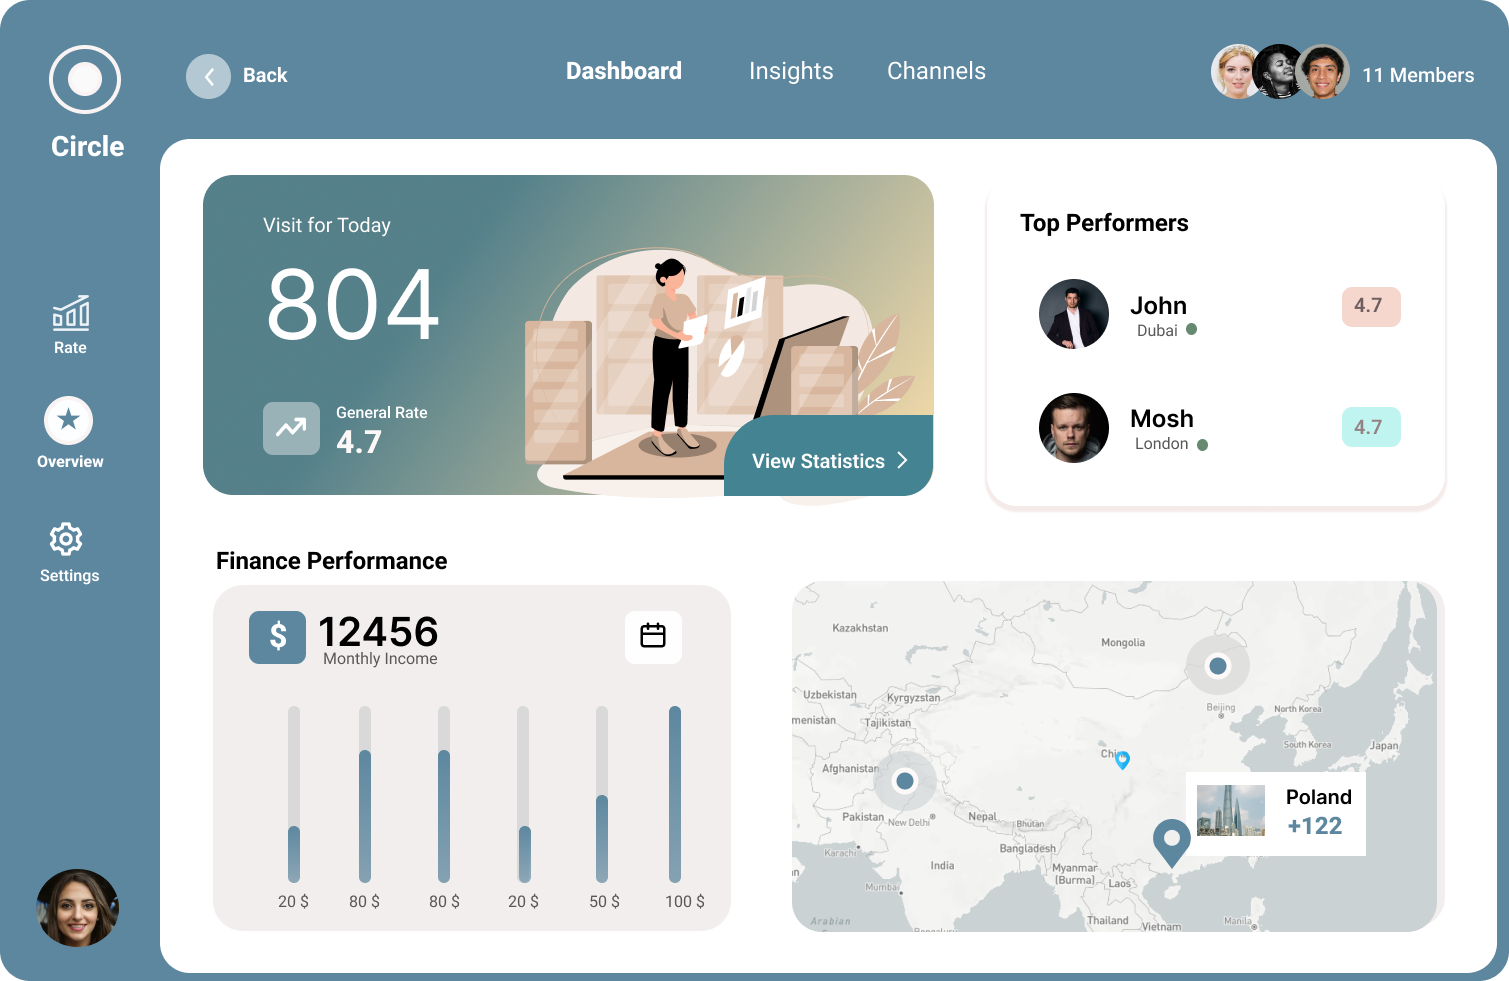 Circle
Back
Dashboard
Insights
Channels
11 Members
Rate
Overview
Settings
Visit for Today
804
General Rate
4.7
View Statistics
Top Performers
John
Dubai
4.7
Mosh
London
4.7
Finance Performance
$
12456
Monthly Income
20 $
80 $
80 $
20 $
50 $
100 $
Kazakhstan
Mongolia
Uzbekistan
Kyrgyzstan
Beijing
North Korea
menistan
Tajikistan
South Korea
Japan
Chi
Afghanistan
Poland
+122
Pakistan
New Delhi
Nepal
Bhutan
Karachi
Bangladesh
India
Myanmar
(Burma)
Laos
Mumbai
Arabian
Thailand
Vietnam
Manila